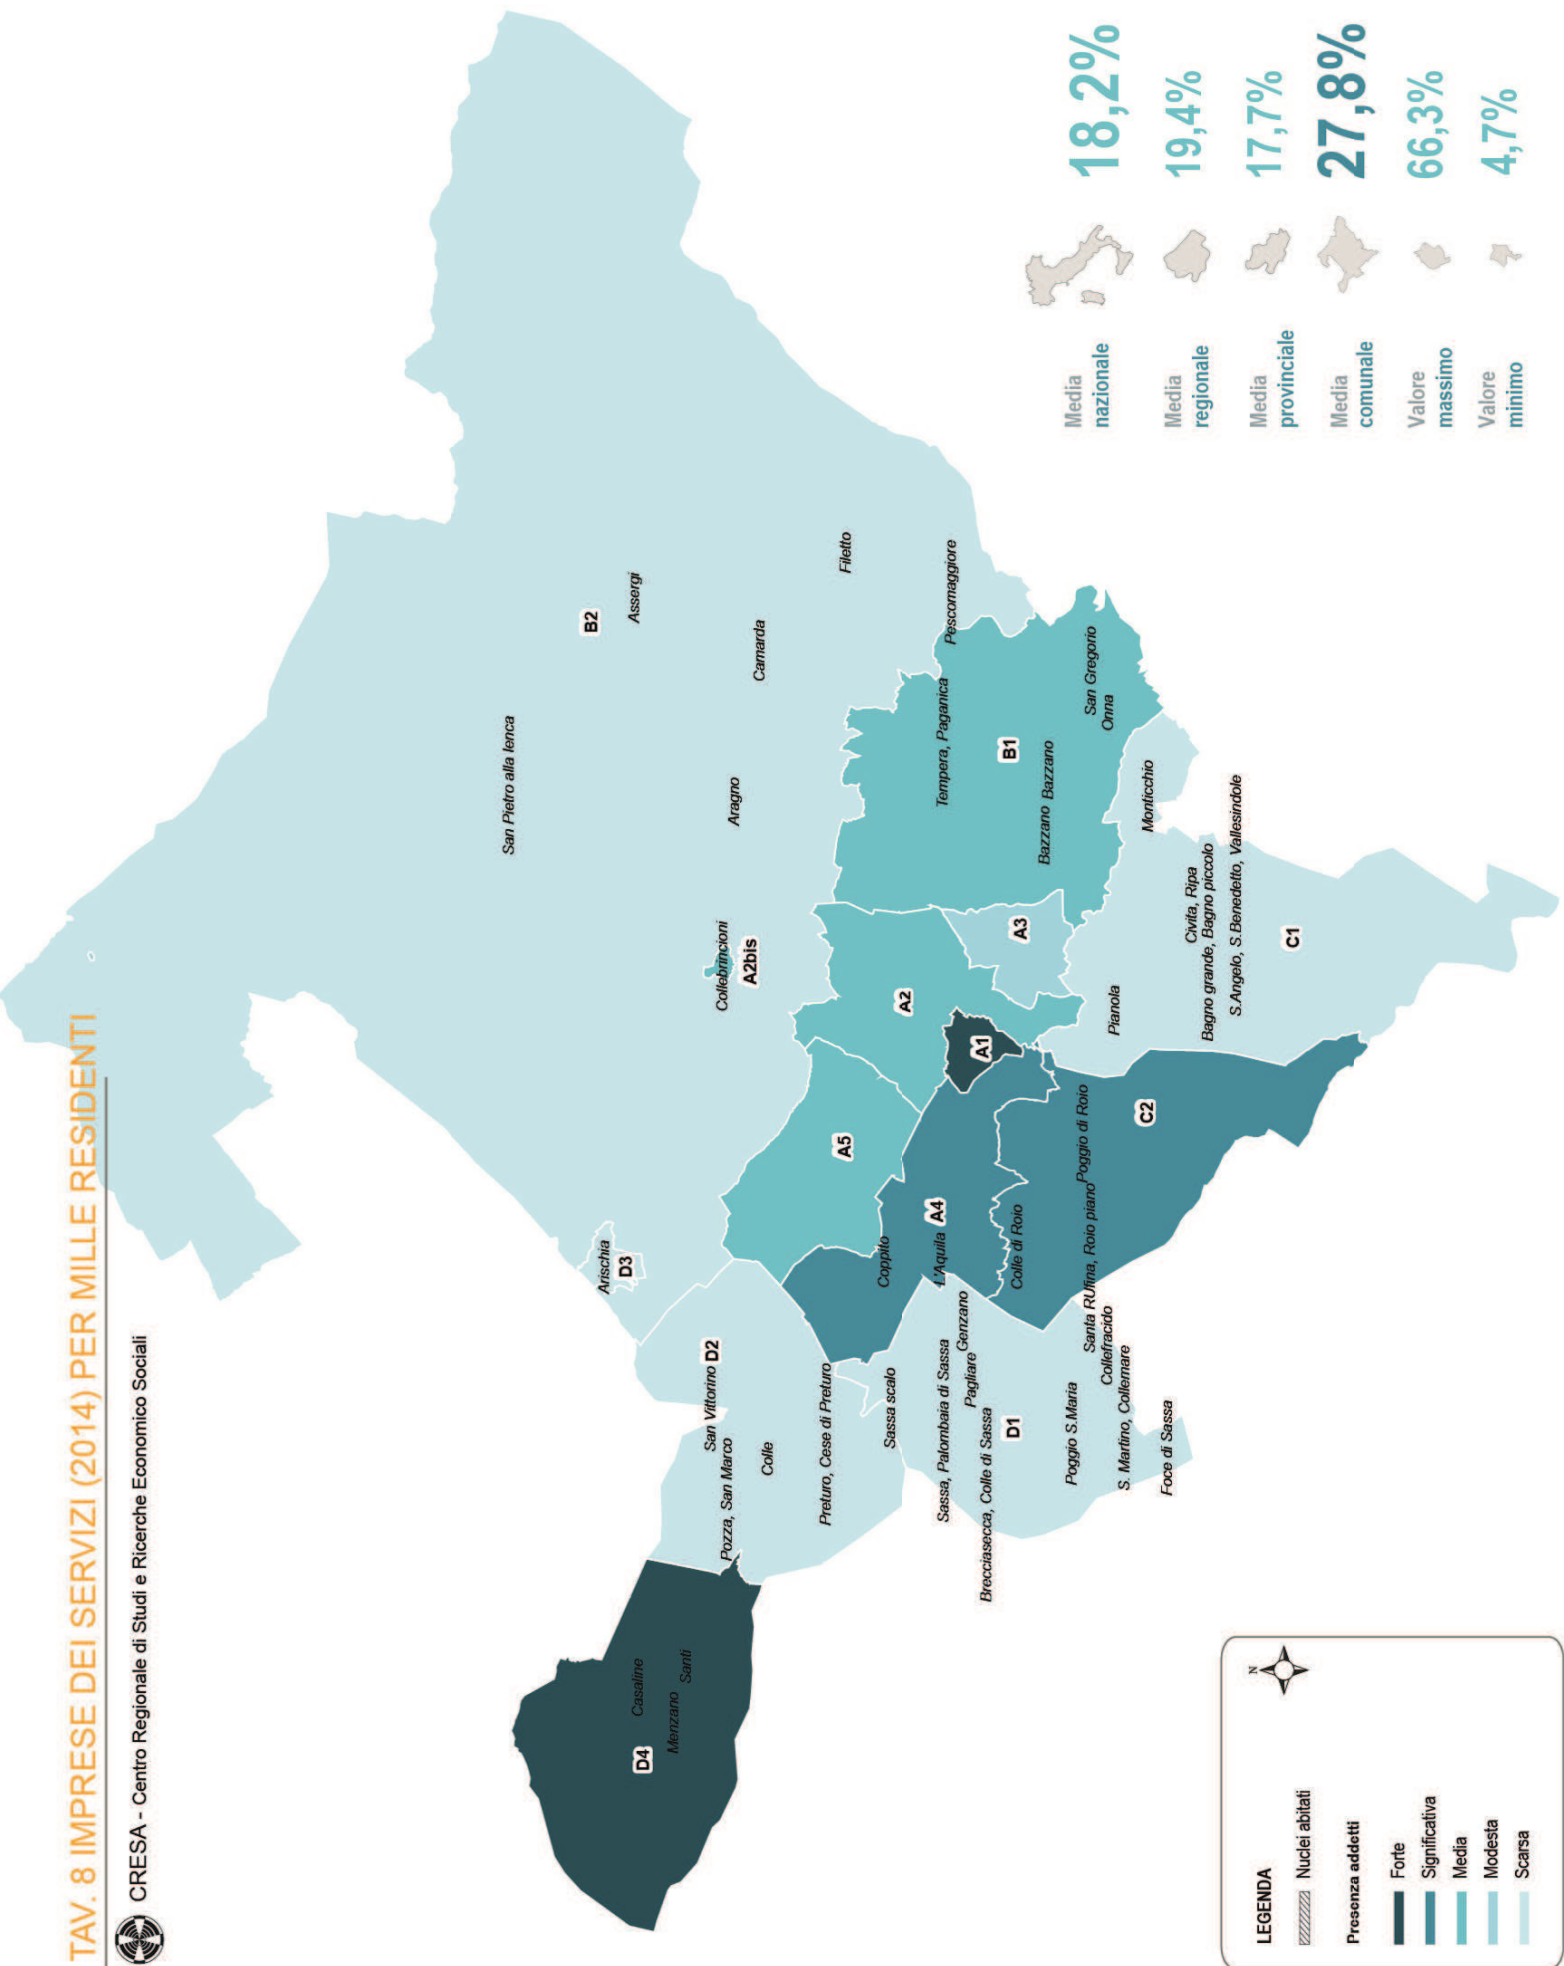 TAV. 8 IMPRESE DEI SERVIZI (2014) PER MILLE RESIDENTI
CRESA - Centro Regionale di Studi e Ricerche Economico Sociali
D4
Casaline
Menzano
Santi
San Vittorino
D2
Pozza, San Marco
Colle
Preturo, Cese di Preturo
Sassa scalo
Sassa, Palombaia di Sassa
Genzano
Pagliare
Brecciasecca, Colle di Sassa
D1
Poggio S.Maria
Collefracido
S. Martino, Collemare
Foce di Sassa
Arischia
D3
A5
Coppito
L'Aquila
A4
Colle di Roio
Santa RUfina, Roio piano
Poggio di Roio
C2
A1
A2
A3
Collebrincioni
A2bis
San Pietro alla Ienca
Aragno
B2
Assergi
Camarda
Filetto
Pescomaggiore
Tempera, Paganica
B1
Bazzano
Bazzano
San Gregorio
Onna
Monticchio
Pianola
Civita, Ripa
Bagno grande, Bagno piccolo
S.Angelo, S.Benedetto, Vallesindole
C1
Media
nazionale
18,2%
Media
regionale
19,4%
Media
provinciale
17,7%
Media
comunale
27,8%
Valore
massimo
66,3%
Valore
minimo
4,7%
N
LEGENDA
Nuclei abitati
Presenza addetti
Forte
Significativa
Media
Modesta
Scarsa